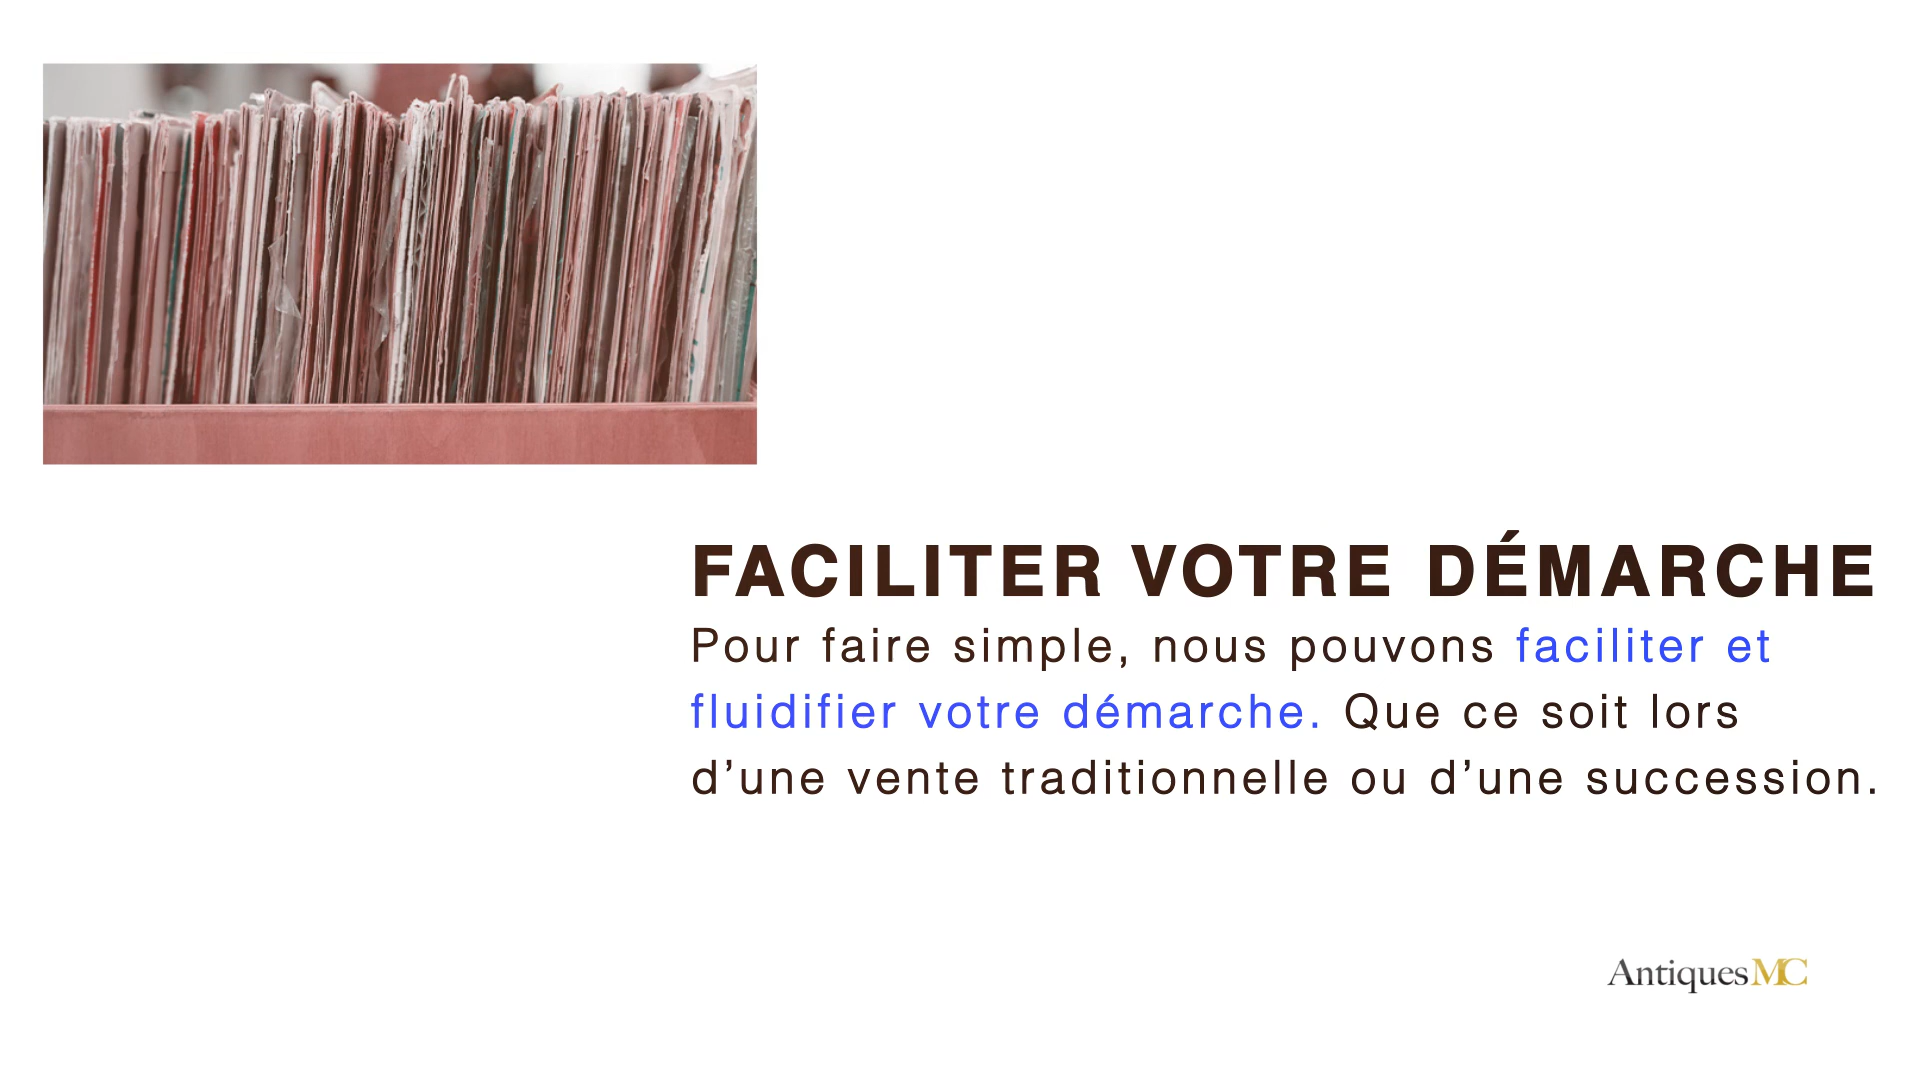 FACILITER VOTRE DÉMARCHE
Pour faire simple, nous pouvons faciliter et
fluidifier votre démarche. Que ce soit lors
d’une vente traditionnelle ou d’une succession.
AntiquesMC